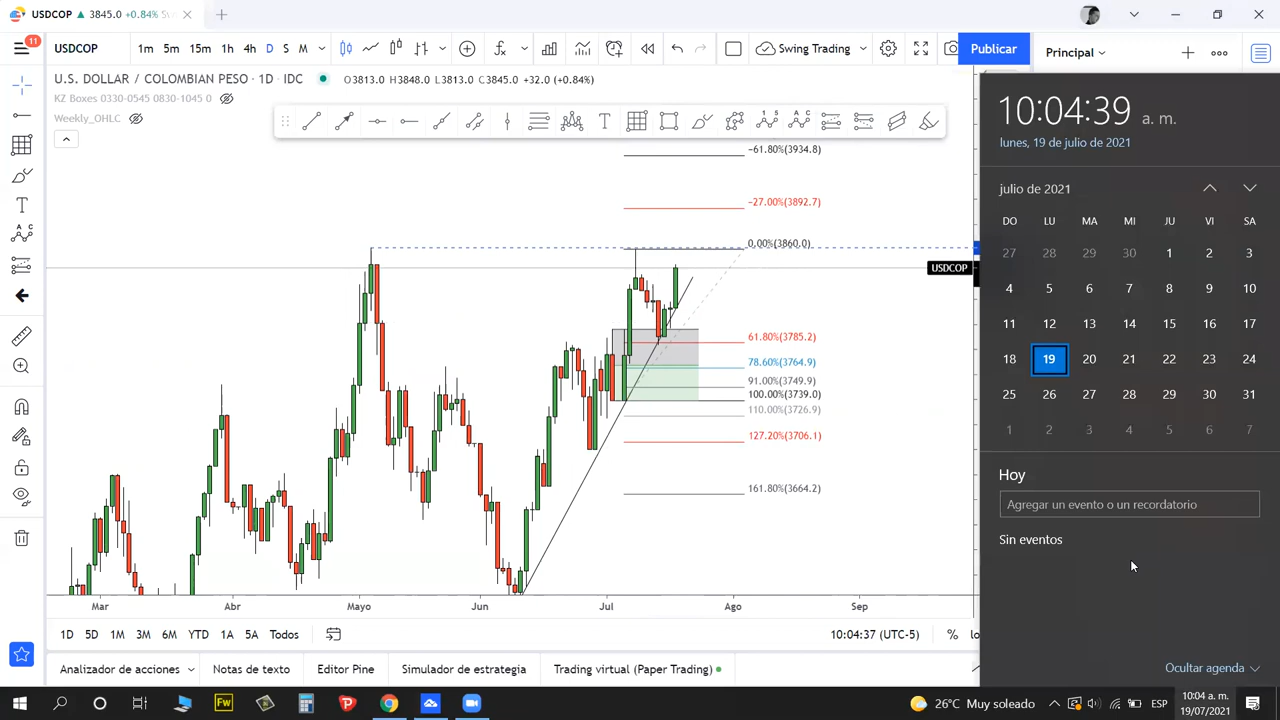 USDCOP ▲ 3845.0 +0.84%
11
USDCOP 1m 5m 15m 1h 4h D S M Swing Trading Publicar Principal
U.S. DOLLAR / COLOMBIAN PESO · 1D · IDC O3813.0 H3848.0 L3813.0 C3845.0 +32.0 (+0.84%)
KZ Boxes 0330-0545 0830-1045 0
Weekly_OHLC
−61.80%(3934.8)
−27.00%(3892.7)
0.00%(3860.0)
USDCOP
61.80%(3785.2)
78.60%(3764.9)
91.00%(3749.9)
100.00%(3739.0)
110.00%(3726.9)
127.20%(3706.1)
161.80%(3664.2)
Mar Abr Mayo Jun Jul Ago Sep
1D 5D 1M 3M 6M YTD 1A 5A Todos 10:04:37 (UTC-5) % lo
Analizador de acciones Notas de texto Editor Pine Simulador de estrategia Trading virtual (Paper Trading)
10:04:39 a. m.
lunes, 19 de julio de 2021
julio de 2021
DO LU MA MI JU VI SA
27 28 29 30 1 2 3
4 5 6 7 8 9 10
11 12 13 14 15 16 17
18 19 20 21 22 23 24
25 26 27 28 29 30 31
1 2 3 4 5 6 7
Hoy
Agregar un evento o un recordatorio
Sin eventos
Ocultar agenda
Fw
26°C Muy soleado ESP 10:04 a. m.
19/07/2021